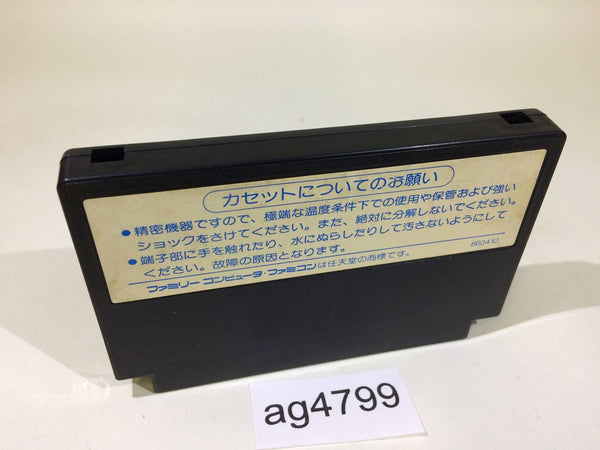 カセットについてのお願い
●精密機器ですので、極端な温度条件下での使用や保管および強い
ショックをさけてください。また、絶対に分解しないでください。
●端子部に手を触れたり、水にぬらしたりして汚さないようにして
ください。故障の原因となります。
860410
ファミリーコンピュータ・ファミコンは任天堂の商標です。
ag4799